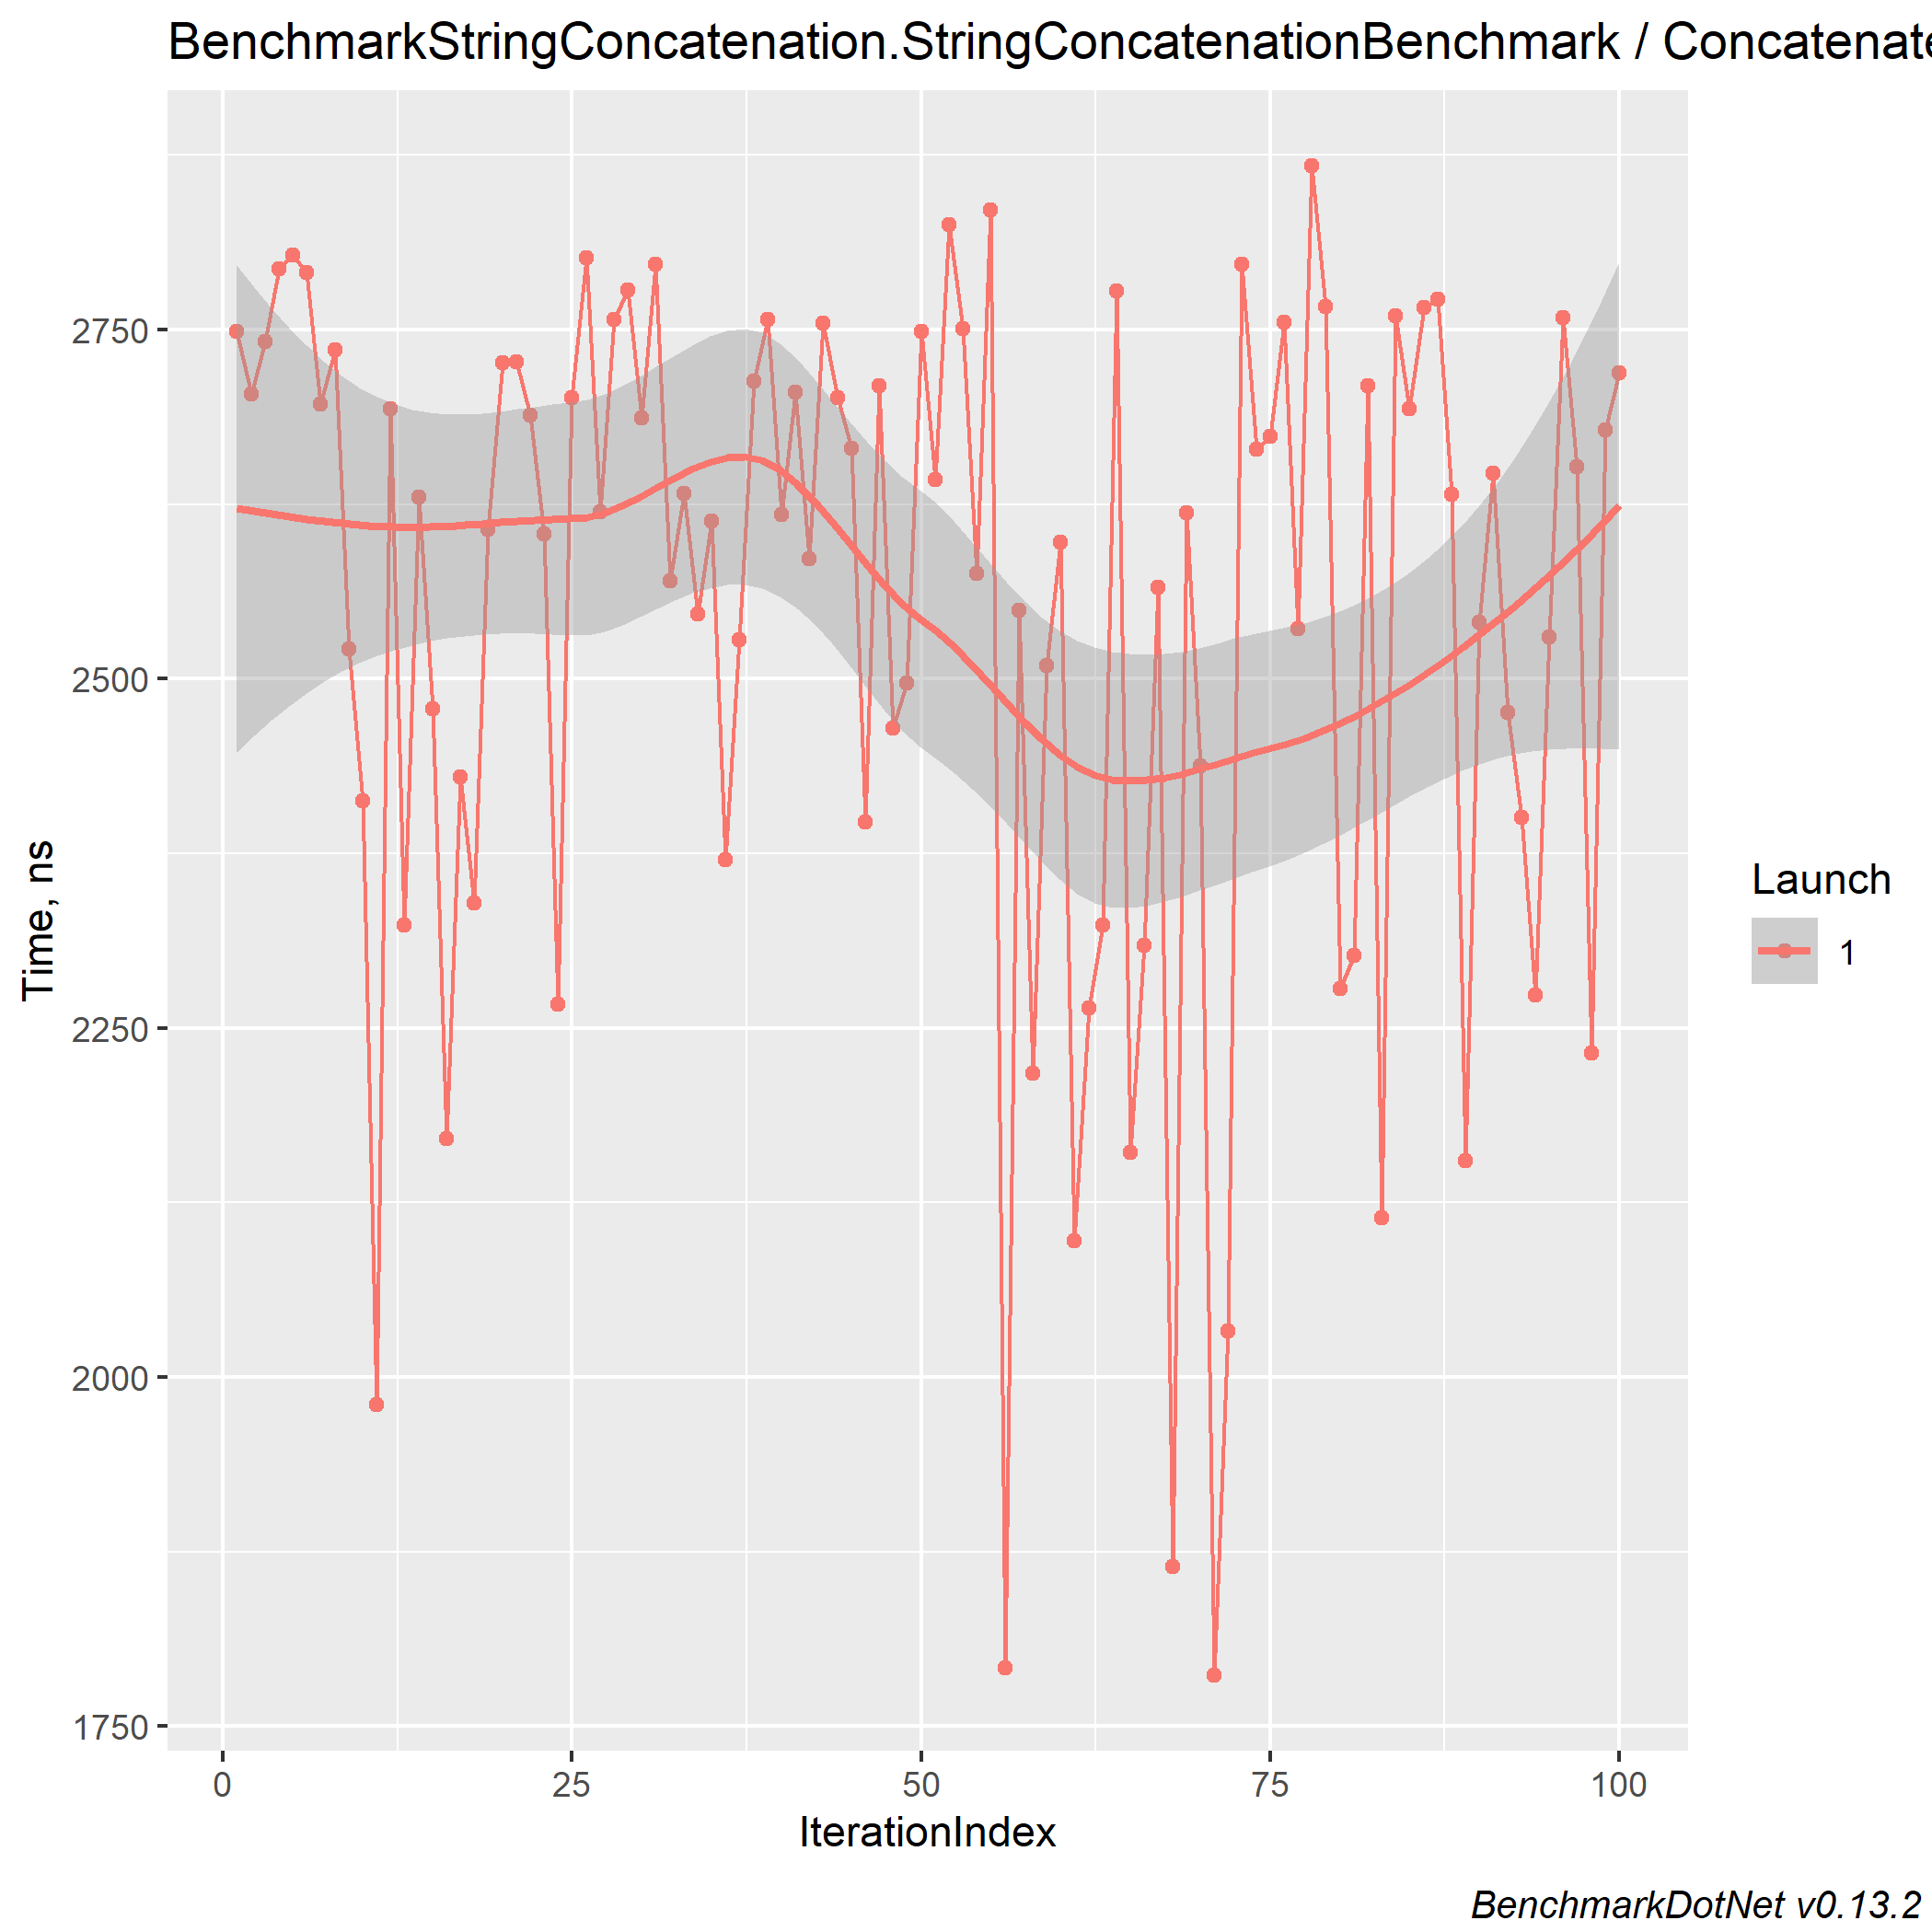 BenchmarkStringConcatenation.StringConcatenationBenchmark / Concatenate
Time, ns
2750
2500
2250
2000
1750
0 25 50 75 100
IterationIndex
Launch
1
BenchmarkDotNet v0.13.2